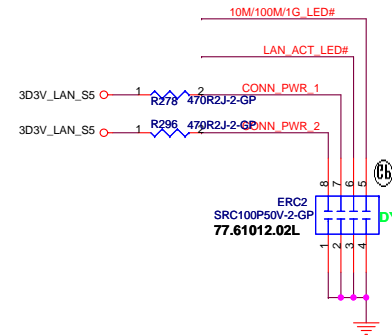 10M/100M/1G_LED#
LAN_ACT_LED#
3D3V_LAN_S5 1 2 CONN_PWR_1
R278 470R2J-2-GP
3D3V_LAN_S5 1 2 CONN_PWR_2
R296 470R2J-2-GP
8 7 6 5
ERC2
SRC100P50V-2-GP
77.61012.02L
DY
1 2 3 4